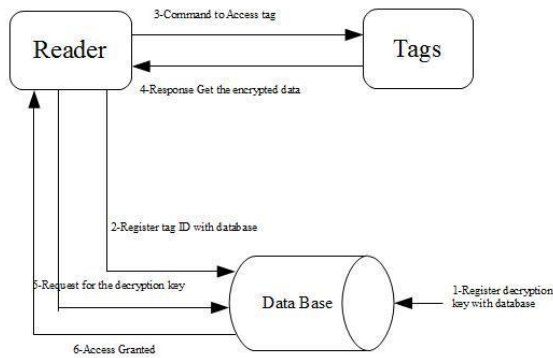 3-Command to Access tag
Reader
Tags
4-Response Get the encrypted data
2-Register tag ID with database
5-Request for the decryption key
Data Base
1-Register decryption
key with database
6-Access Granted